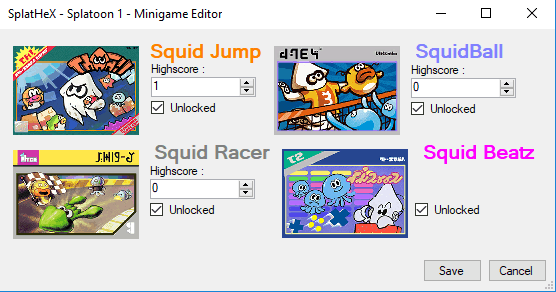 SplatHeX - Splatoon 1 - Minigame Editor
Squid Jump
Highscore :
1
Unlocked
SquidBall
Highscore :
0
Unlocked
Squid Racer
Highscore :
0
Unlocked
Squid Beatz
Unlocked
Save
Cancel